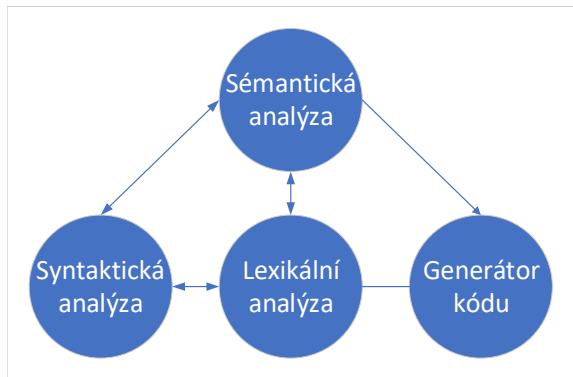 Sémantická
analýza
Syntaktická
analýza
Lexikální
analýza
Generátor
kódu